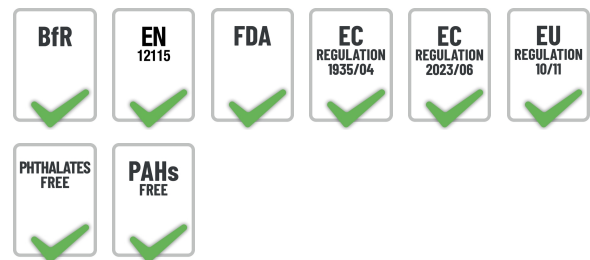 BfR
EN
12115
FDA
EC
REGULATION
1935/04
EC
REGULATION
2023/06
EU
REGULATION
10/11
PHTHALATES
FREE
PAHs
FREE